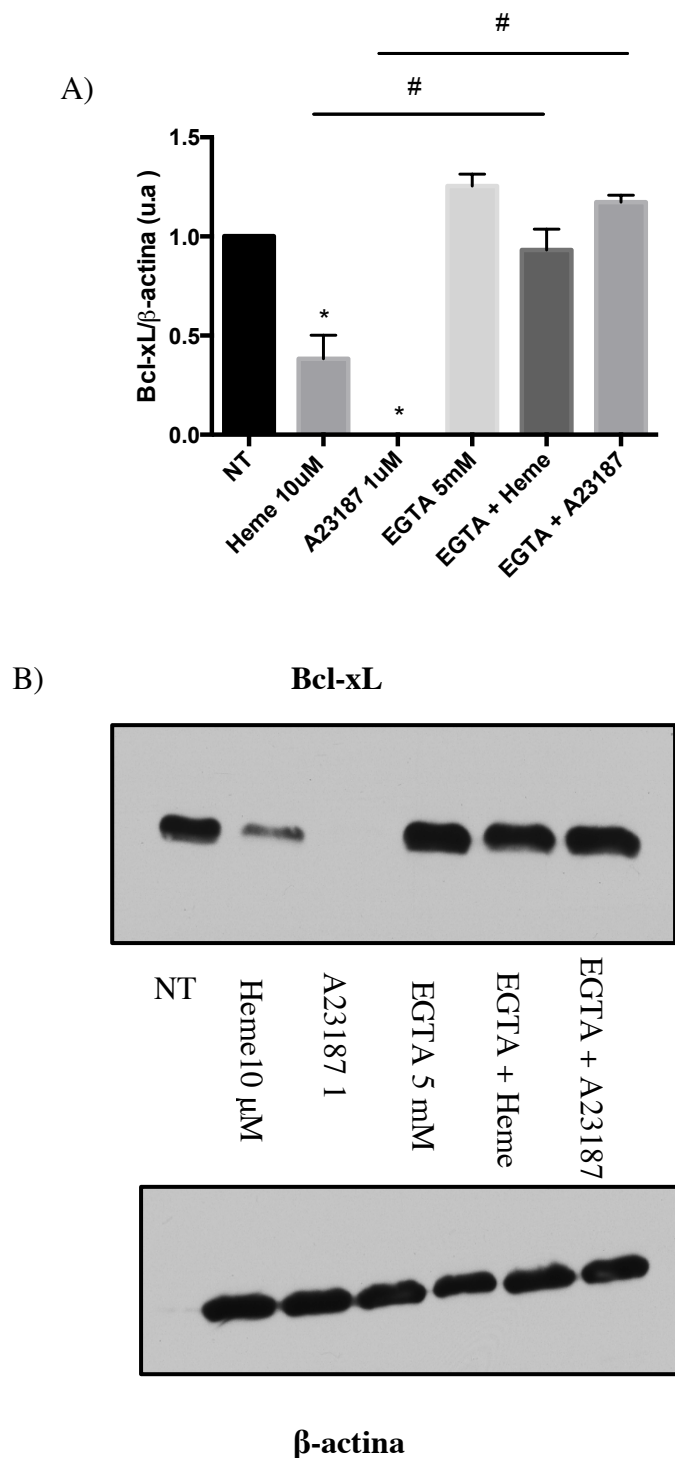 #
A)
#
1.5
1.0
0.5
0.0
Bcl-xL/β-actina (u.a )
*
*
NT
Heme 10uM
A23187 1uM
EGTA 5mM
EGTA + Heme
EGTA + A23187
B)
Bcl-xL
NT
Heme10 μM
A23187 1
EGTA 5 mM
EGTA + Heme
EGTA + A23187
β-actina